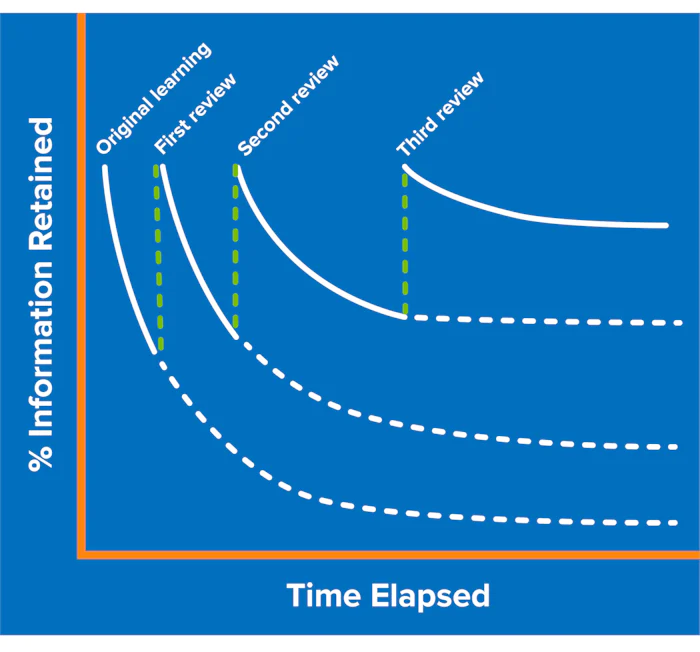 Original learning
First review
Second review
Third review
% Information Retained
Time Elapsed